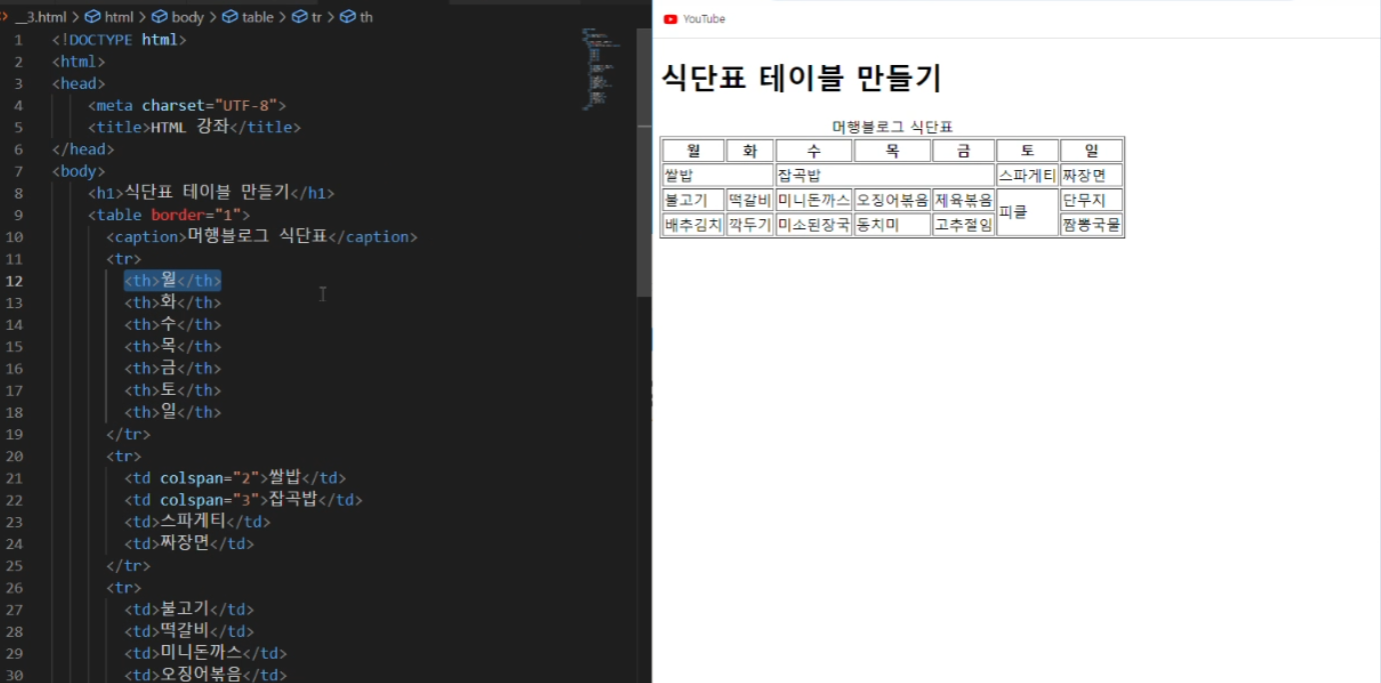 __3.html > html > body > table > tr > th
1 <!DOCTYPE html>
2 <html>
3 <head>
4 <meta charset="UTF-8">
5 <title>HTML 강좌</title>
6 </head>
7 <body>
8 <h1>식단표 테이블 만들기</h1>
9 <table border="1">
10 <caption>머행블로그 식단표</caption>
11 <tr>
12 <th>월</th>
13 <th>화</th>
14 <th>수</th>
15 <th>목</th>
16 <th>금</th>
17 <th>토</th>
18 <th>일</th>
19 </tr>
20 <tr>
21 <td colspan="2">쌀밥</td>
22 <td colspan="3">잡곡밥</td>
23 <td>스파게티</td>
24 <td>짜장면</td>
25 </tr>
26 <tr>
27 <td>불고기</td>
28 <td>떡갈비</td>
29 <td>미니돈까스</td>
30 <td>오징어볶음</td>
YouTube
식단표 테이블 만들기
머행블로그 식단표
월 화 수 목 금 토 일
쌀밥 잡곡밥 스파게티 짜장면
불고기 떡갈비 미니돈까스 오징어볶음 제육볶음 피클 단무지
배추김치 깍두기 미소된장국 동치미 고추절임 짬뽕국물